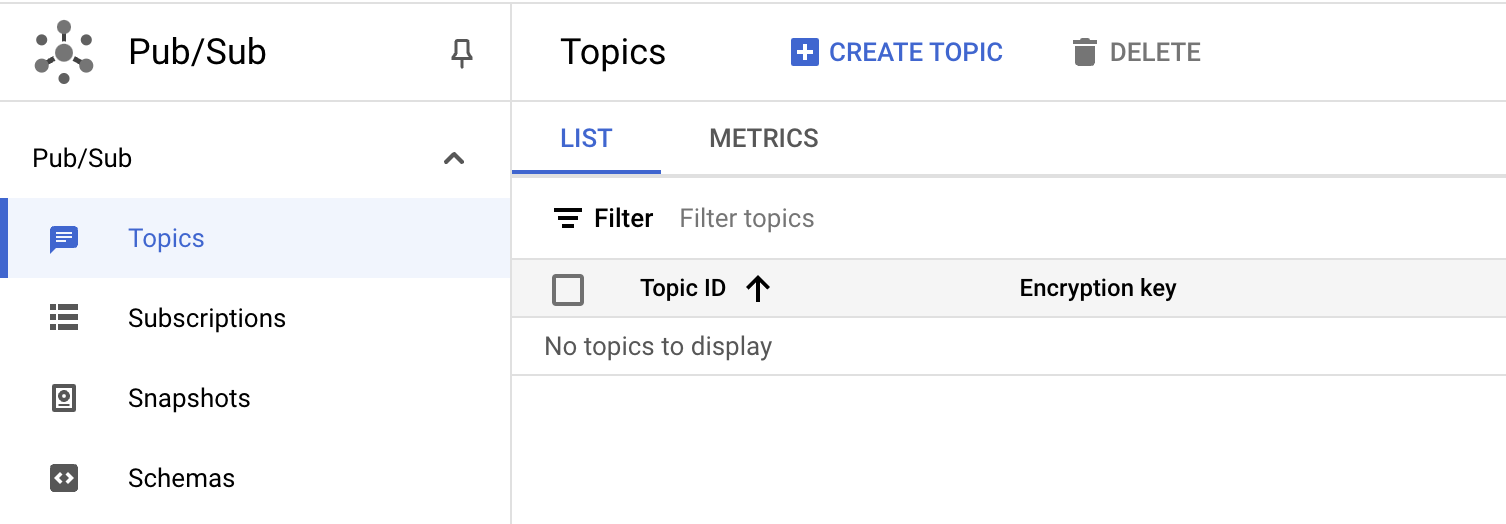 Pub/Sub
Topics CREATE TOPIC DELETE
LIST METRICS
Pub/Sub
Topics
Subscriptions
Snapshots
Schemas
Filter Filter topics
Topic ID Encryption key
No topics to display